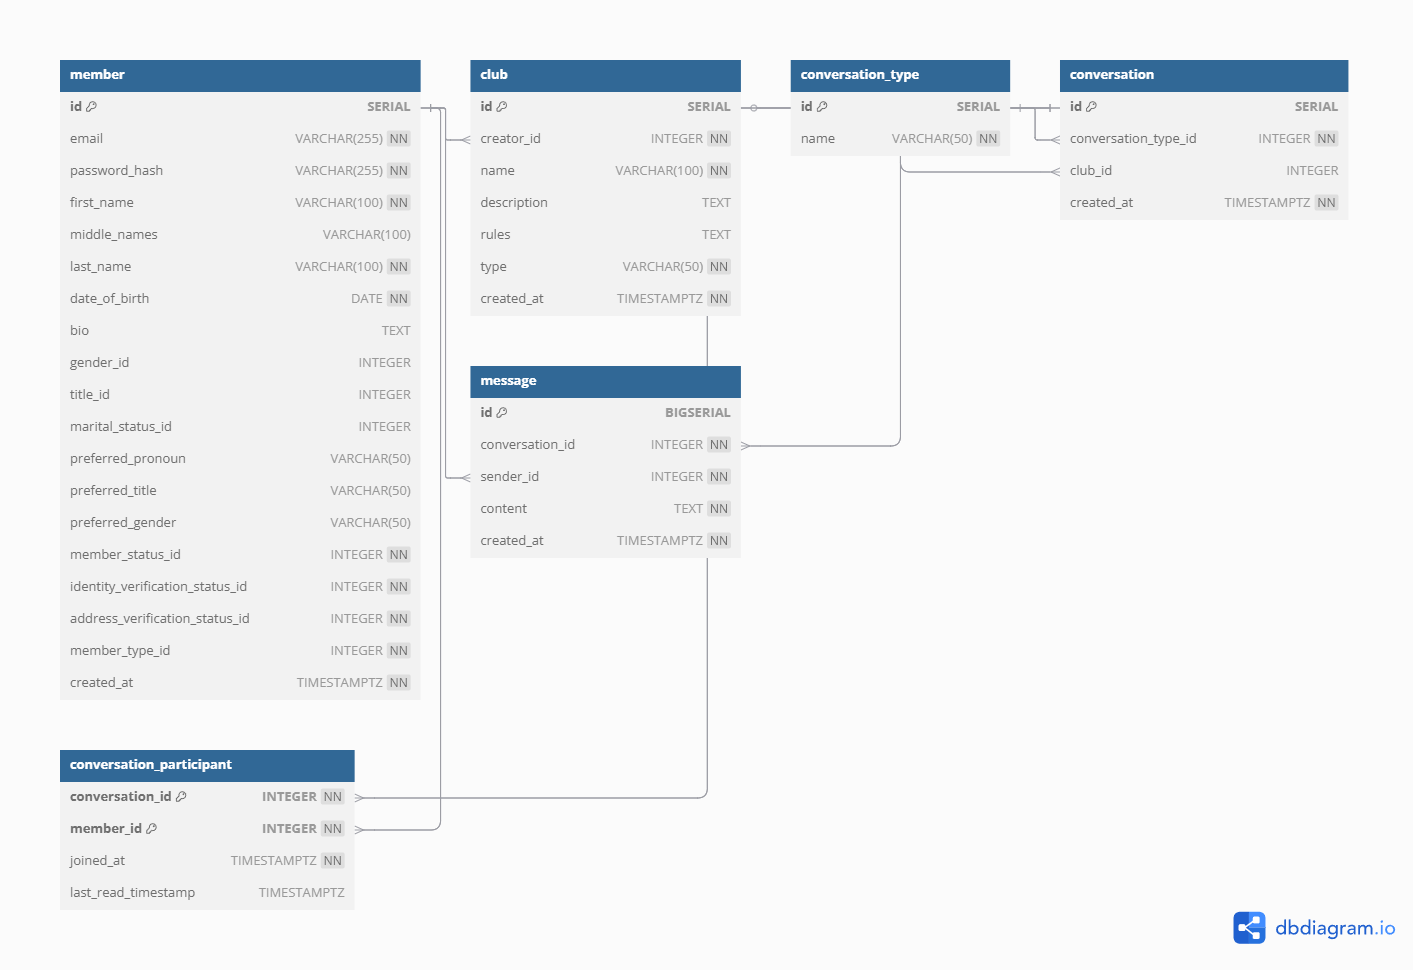 member
id SERIAL
email VARCHAR(255) NN
password_hash VARCHAR(255) NN
first_name VARCHAR(100) NN
middle_names VARCHAR(100)
last_name VARCHAR(100) NN
date_of_birth DATE NN
bio TEXT
gender_id INTEGER
title_id INTEGER
marital_status_id INTEGER
preferred_pronoun VARCHAR(50)
preferred_title VARCHAR(50)
preferred_gender VARCHAR(50)
member_status_id INTEGER NN
identity_verification_status_id INTEGER NN
address_verification_status_id INTEGER NN
member_type_id INTEGER NN
created_at TIMESTAMPTZ NN
club
id SERIAL
creator_id INTEGER NN
name VARCHAR(100) NN
description TEXT
rules TEXT
type VARCHAR(50) NN
created_at TIMESTAMPTZ NN
conversation_type
id SERIAL
name VARCHAR(50) NN
conversation
id SERIAL
conversation_type_id INTEGER NN
club_id INTEGER
created_at TIMESTAMPTZ NN
message
id BIGSERIAL
conversation_id INTEGER NN
sender_id INTEGER NN
content TEXT NN
created_at TIMESTAMPTZ NN
conversation_participant
conversation_id INTEGER NN
member_id INTEGER NN
joined_at TIMESTAMPTZ NN
last_read_timestamp TIMESTAMPTZ
dbdiagram.io